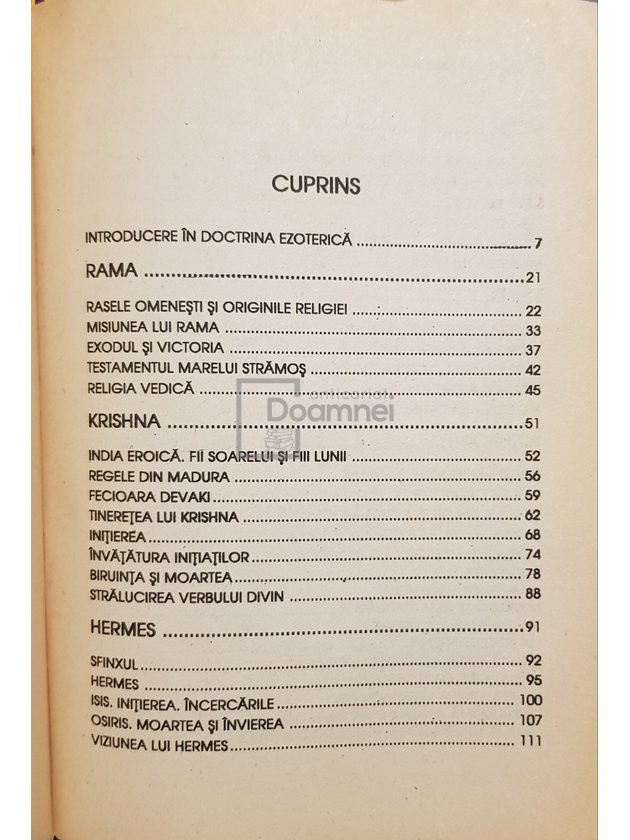 CUPRINS
INTRODUCERE ÎN DOCTRINA EZOTERICĂ ........ 7
RAMA ........ 21
RASELE OMENEȘTI ȘI ORIGINILE RELIGIEI ........ 22
MISIUNEA LUI RAMA ........ 33
EXODUL ȘI VICTORIA ........ 37
TESTAMENTUL MARELUI STRĂMOȘ ........ 42
RELIGIA VEDICĂ ........ 45
anticariat
Doamnei
KRISHNA ........ 51
INDIA EROICĂ. FII SOARELUI ȘI FIII LUNII ........ 52
REGELE DIN MADURA ........ 56
FECIOARA DEVAKI ........ 59
TINEREȚEA LUI KRISHNA ........ 62
INIȚIEREA ........ 68
ÎNVĂȚĂTURA INIȚIAȚILOR ........ 74
BIRUINȚA ȘI MOARTEA ........ 78
STRĂLUCIREA VERBULUI DIVIN ........ 88
HERMES ........ 91
SFINXUL ........ 92
HERMES ........ 95
ISIS. INIȚIEREA. ÎNCERCĂRILE ........ 100
OSIRIS. MOARTEA ȘI ÎNVIEREA ........ 107
VIZIUNEA LUI HERMES ........ 111